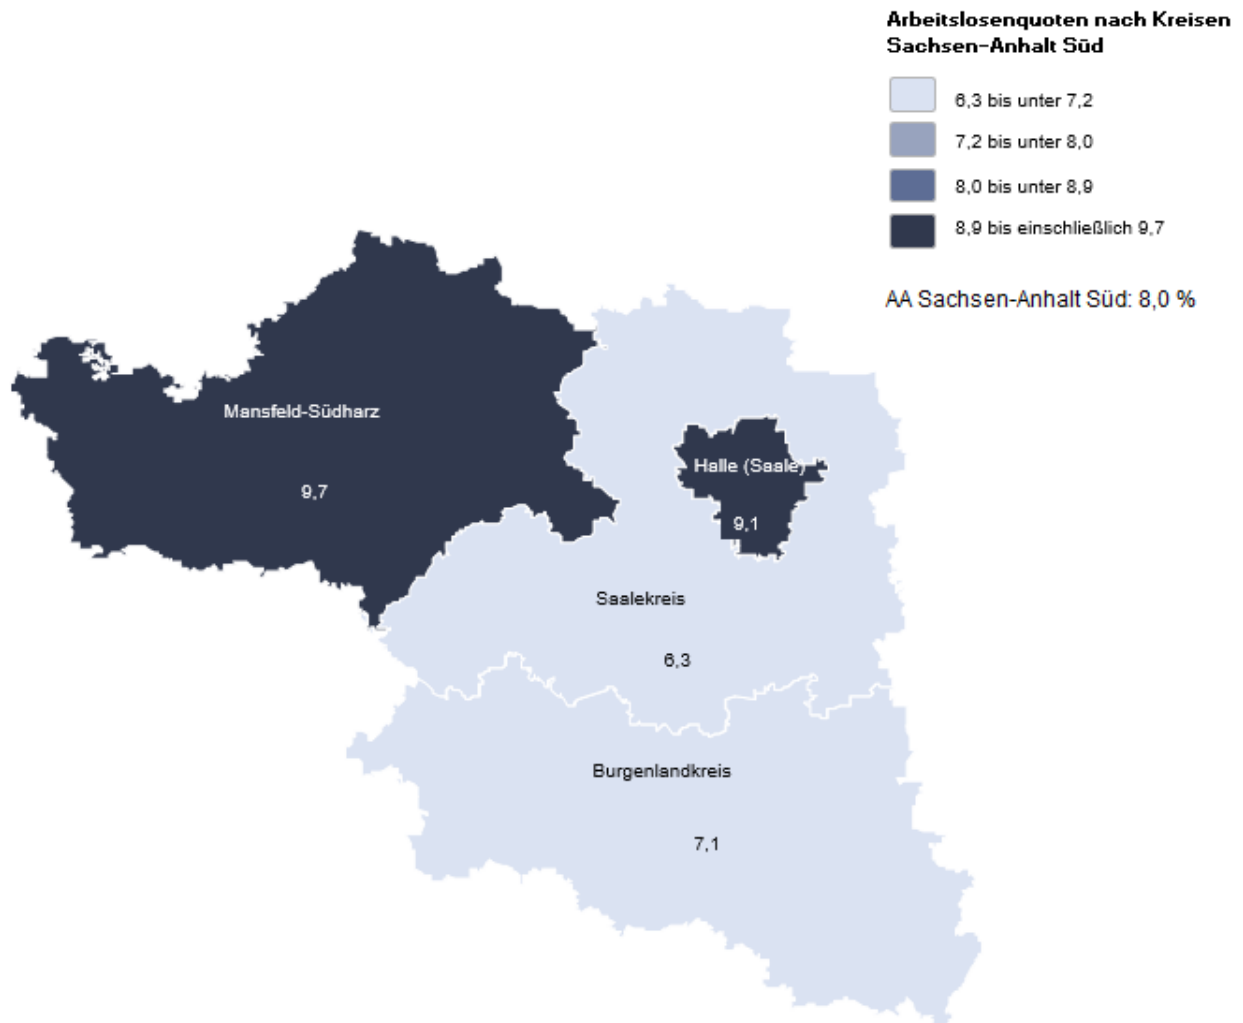 Arbeitslosenquoten nach Kreisen
Sachsen-Anhalt Süd
6,3 bis unter 7,2
7,2 bis unter 8,0
8,0 bis unter 8,9
8,9 bis einschließlich 9,7
AA Sachsen-Anhalt Süd: 8,0 %
Mansfeld-Südharz
9,7
Halle (Saale)
9,1
Saalekreis
6,3
Burgenlandkreis
7,1